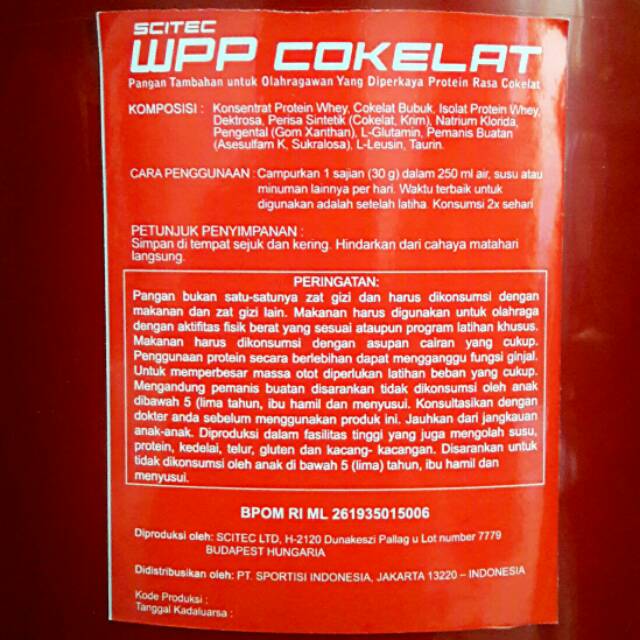 SCITEC
WPP COKELAT
Pangan Tambahan untuk Olahragawan Yang Diperkaya Protein Rasa Cokelat
KOMPOSISI : Konsentrat Protein Whey, Cokelat Bubuk. Isolat Protein Whey,
Dektrosa, Perisa Sintetik (Cokelat, Krim), Natrium Klorida,
Pengental (Gom Xanthan), L-Glutamin, Pemanis Buatan
(Asesulfam K, Sukralosa), L-Leusin, Taurin.
CARA PENGGUNAAN : Campurkan 1 sajian (30 g) dalam 250 ml air, susu atau
minuman lainnya per hari. Waktu terbaik untuk
digunakan adalah setelah latiha. Konsumsi 2x sehari
PETUNJUK PENYIMPANAN :
Simpan di tempat sejuk dan kering. Hindarkan dari cahaya matahari
langsung.
PERINGATAN:
Pangan bukan satu-satunya zat gizi dan harus dikonsumsi dengan
makanan dan zat gizi lain. Makanan harus digunakan untuk olahraga
dengan aktifitas fisik berat yang sesuai ataupun program latihan khusus.
Makanan harus dikonsumsi dengan asupan cairan yang cukup.
Penggunaan protein secara berlebihan dapat mengganggu fungsi ginjal.
Untuk memperbesar massa otot diperlukan latihan beban yang cukup.
Mengandung pemanis buatan disarankan tidak dikonsumsi oleh anak
dibawah 5 (lima tahun, ibu hamil dan menyusui. Konsultasikan dengan
dokter anda sebelum menggunakan produk ini. Jauhkan dari jangkauan
anak-anak. Diproduksi dalam fasilitas tinggi yang juga mengolah susu,
protein, kedelai, telur, gluten dan kacang- kacangan. Disarankan untuk
tidak dikonsumsi oleh anak di bawah 5 (lima) tahun, ibu hamil dan
menyusui.
BPOM RI ML 261935015006
Diproduksi oleh: SCITEC LTD, H-2120 Dunakeszi Pallag u Lot number 7779
BUDAPEST HUNGARIA
Didistribusikan oleh: PT. SPORTISI INDONESIA, JAKARTA 13220 – INDONESIA
Kode Produksi :
Tanggal Kadaluarsa :